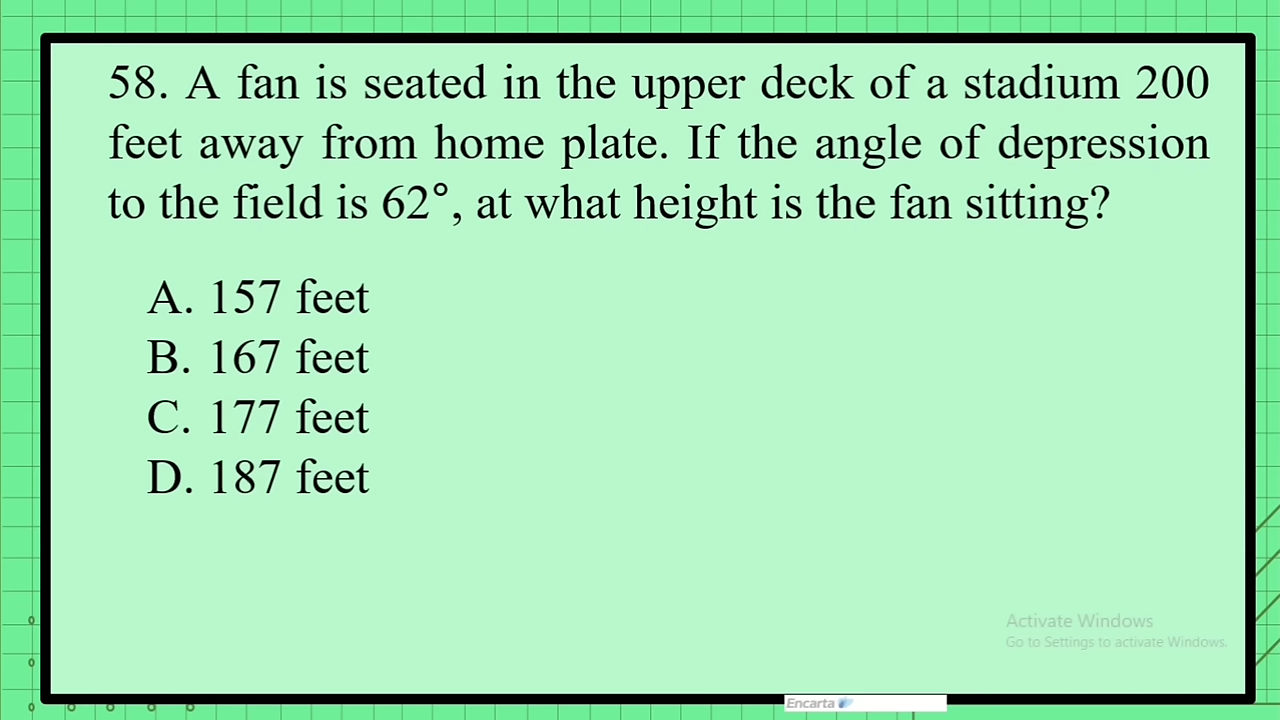 58. A fan is seated in the upper deck of a stadium 200
feet away from home plate. If the angle of depression
to the field is 62°, at what height is the fan sitting?
A. 157 feet
B. 167 feet
C. 177 feet
D. 187 feet
Activate Windows
Go to Settings to activate Windows.
Encarta